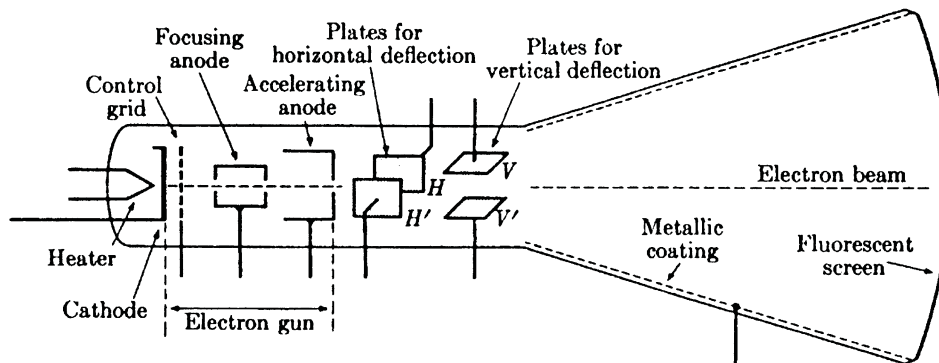 Focusing
anode
Plates for
horizontal deflection
Plates for
vertical deflection
Control
grid
Accelerating
anode
H
H′
V
V′
Electron beam
Heater
Cathode
Electron gun
Metallic
coating
Fluorescent
screen